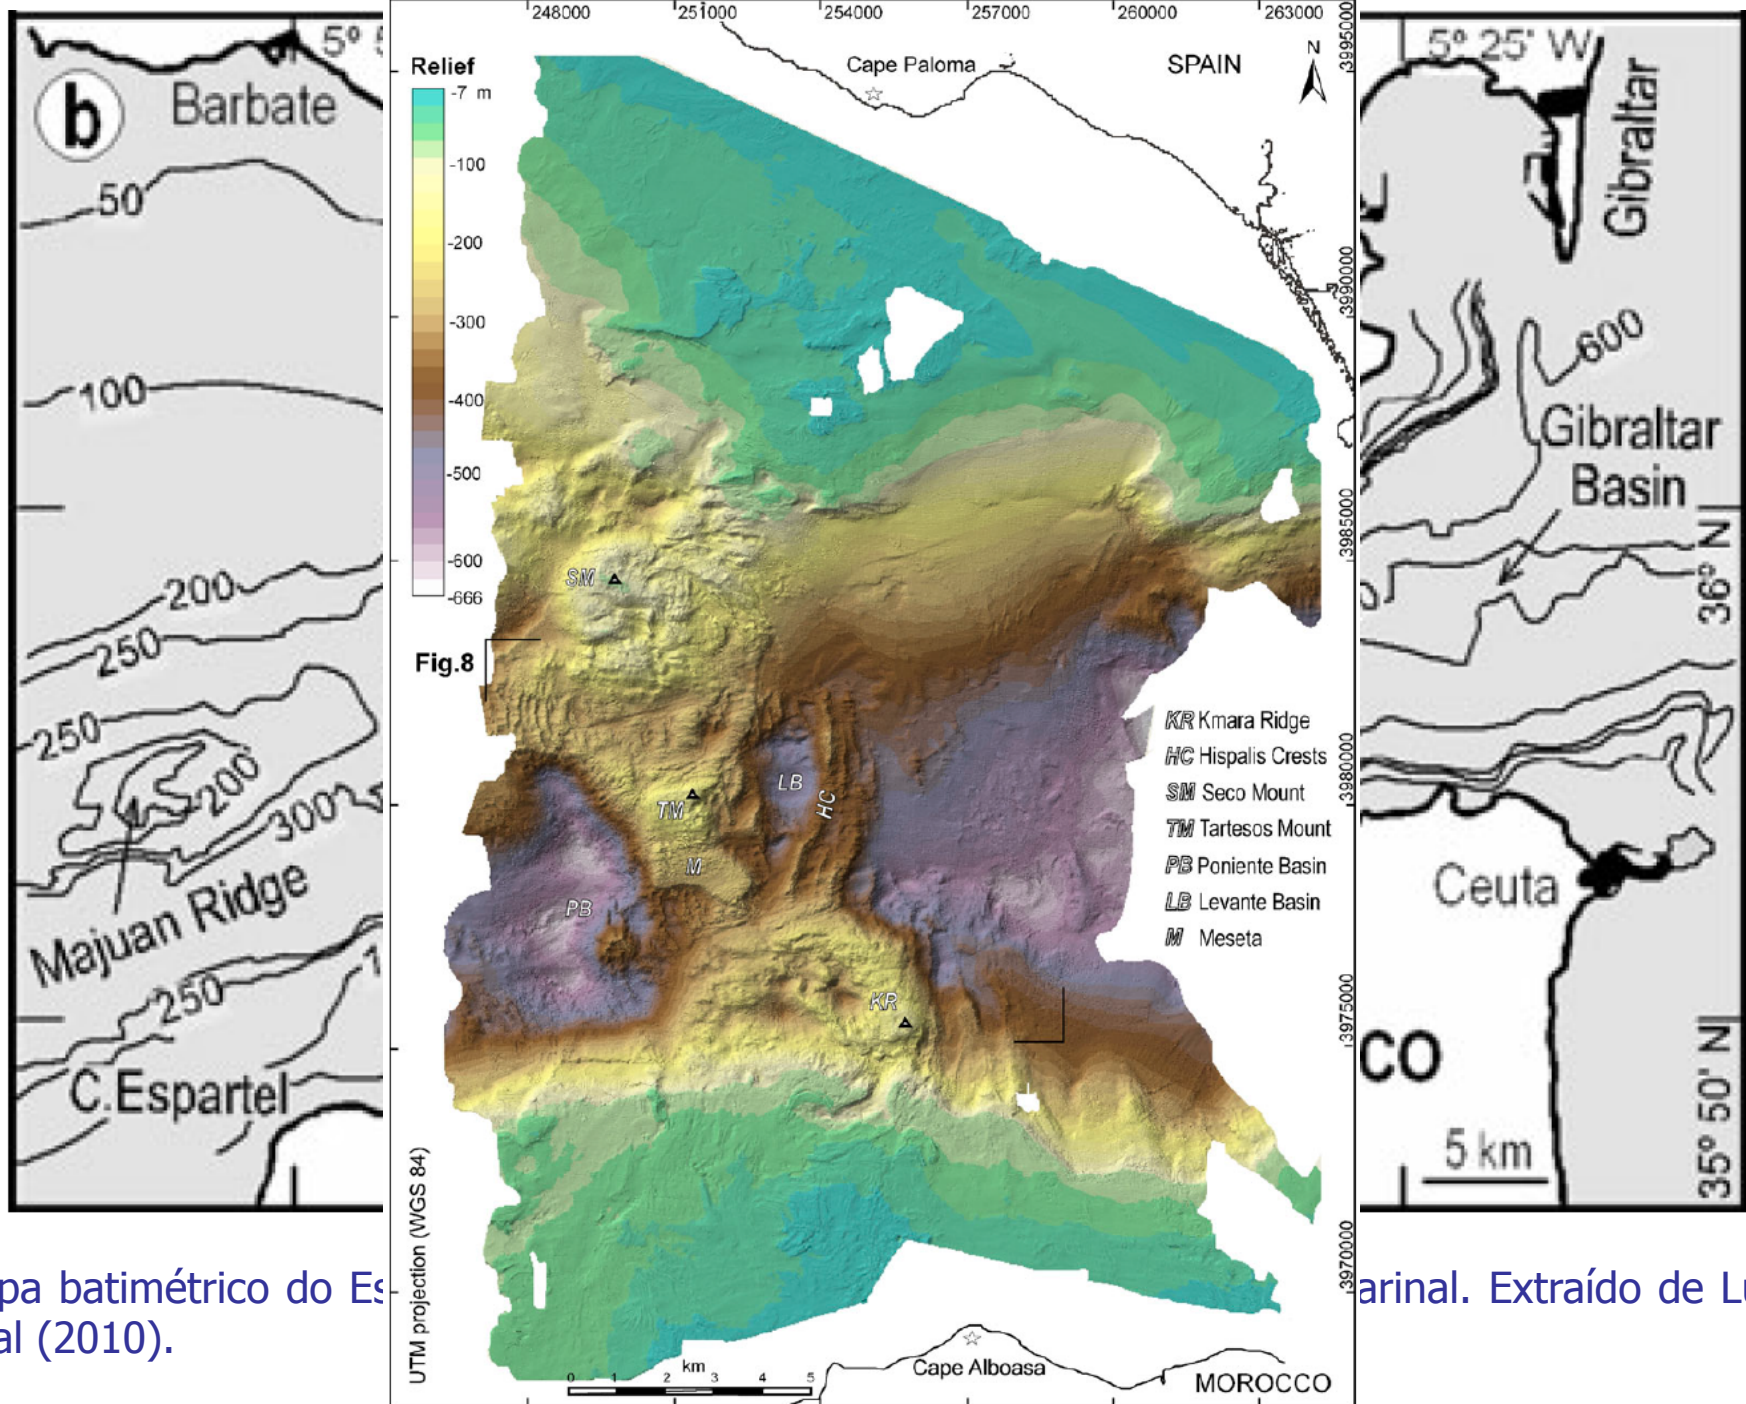 248000 251000 254000 257000 260000 263000
3995000
3990000
3985000
3980000
3975000
3970000
N
SPAIN
Cape Paloma
Relief
-7 m
-100
-200
-300
-400
-500
-600
-666
Fig.8
SM
TM
M
LB
HC
PB
KR
KR Kmara Ridge
HC Hispalis Crests
SM Seco Mount
TM Tartesos Mount
PB Poniente Basin
LB Levante Basin
M Meseta
UTM projection (WGS 84)
km
0 1 2 3 4 5
Cape Alboasa
MOROCCO
b
Barbate
5º
50
100
200
250
250
200
300
Majuan Ridge
250
C.Espartel
5º 25' W
Gibraltar
600
Gibraltar
Basin
36º N
Ceuta
CO
5 km
35º 50' N
pa batimétrico do Es
arinal. Extraído de Lu
al (2010).